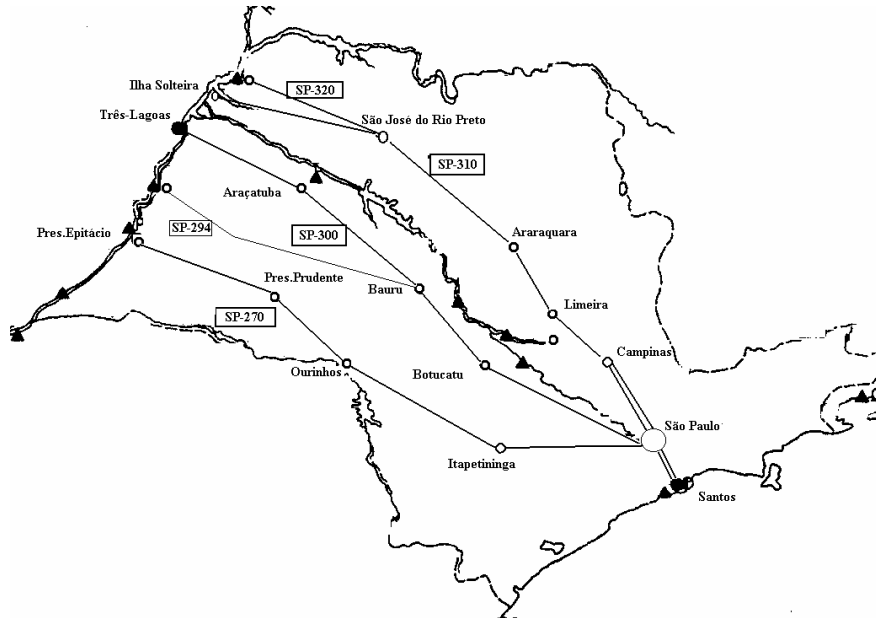 Ilha Solteira
SP-320
Três-Lagoas
São José do Rio Preto
SP-310
Araçatuba
Pres.Epitácio
SP-294
SP-300
Araraquara
Pres.Prudente
Bauru
SP-270
Limeira
Campinas
Ourinhos
Botucatu
São Paulo
Itapetininga
Santos